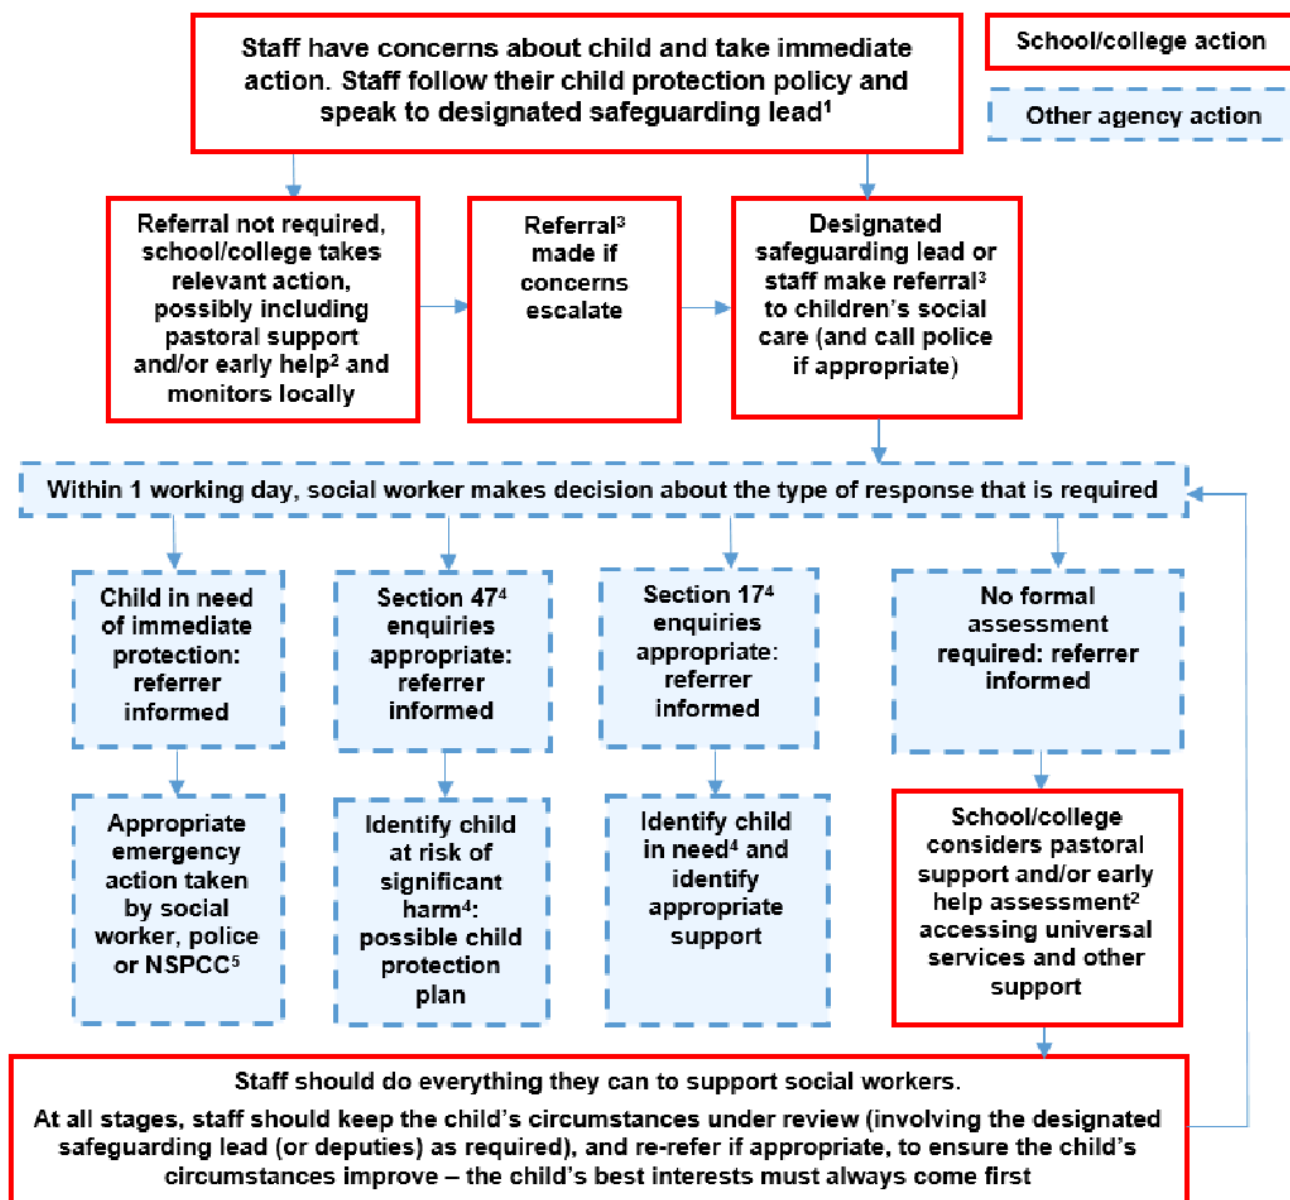 Staff have concerns about child and take immediate
action. Staff follow their child protection policy and
speak to designated safeguarding lead¹
School/college action
Other agency action
Referral not required,
school/college takes
relevant action,
possibly including
pastoral support
and/or early help² and
monitors locally
Referral³
made if
concerns
escalate
Designated
safeguarding lead or
staff make referral³
to children's social
care (and call police
if appropriate)
Within 1 working day, social worker makes decision about the type of response that is required
Child in need
of immediate
protection:
referrer
informed
Section 47⁴
enquiries
appropriate:
referrer
informed
Section 17⁴
enquiries
appropriate:
referrer
informed
No formal
assessment
required: referrer
informed
Appropriate
emergency
action taken
by social
worker, police
or NSPCC⁵
Identify child
at risk of
significant
harm⁴:
possible child
protection
plan
Identify child
in need⁴ and
identify
appropriate
support
School/college
considers pastoral
support and/or early
help assessment²
accessing universal
services and other
support
Staff should do everything they can to support social workers.
At all stages, staff should keep the child's circumstances under review (involving the designated
safeguarding lead (or deputies) as required), and re-refer if appropriate, to ensure the child's
circumstances improve – the child's best interests must always come first